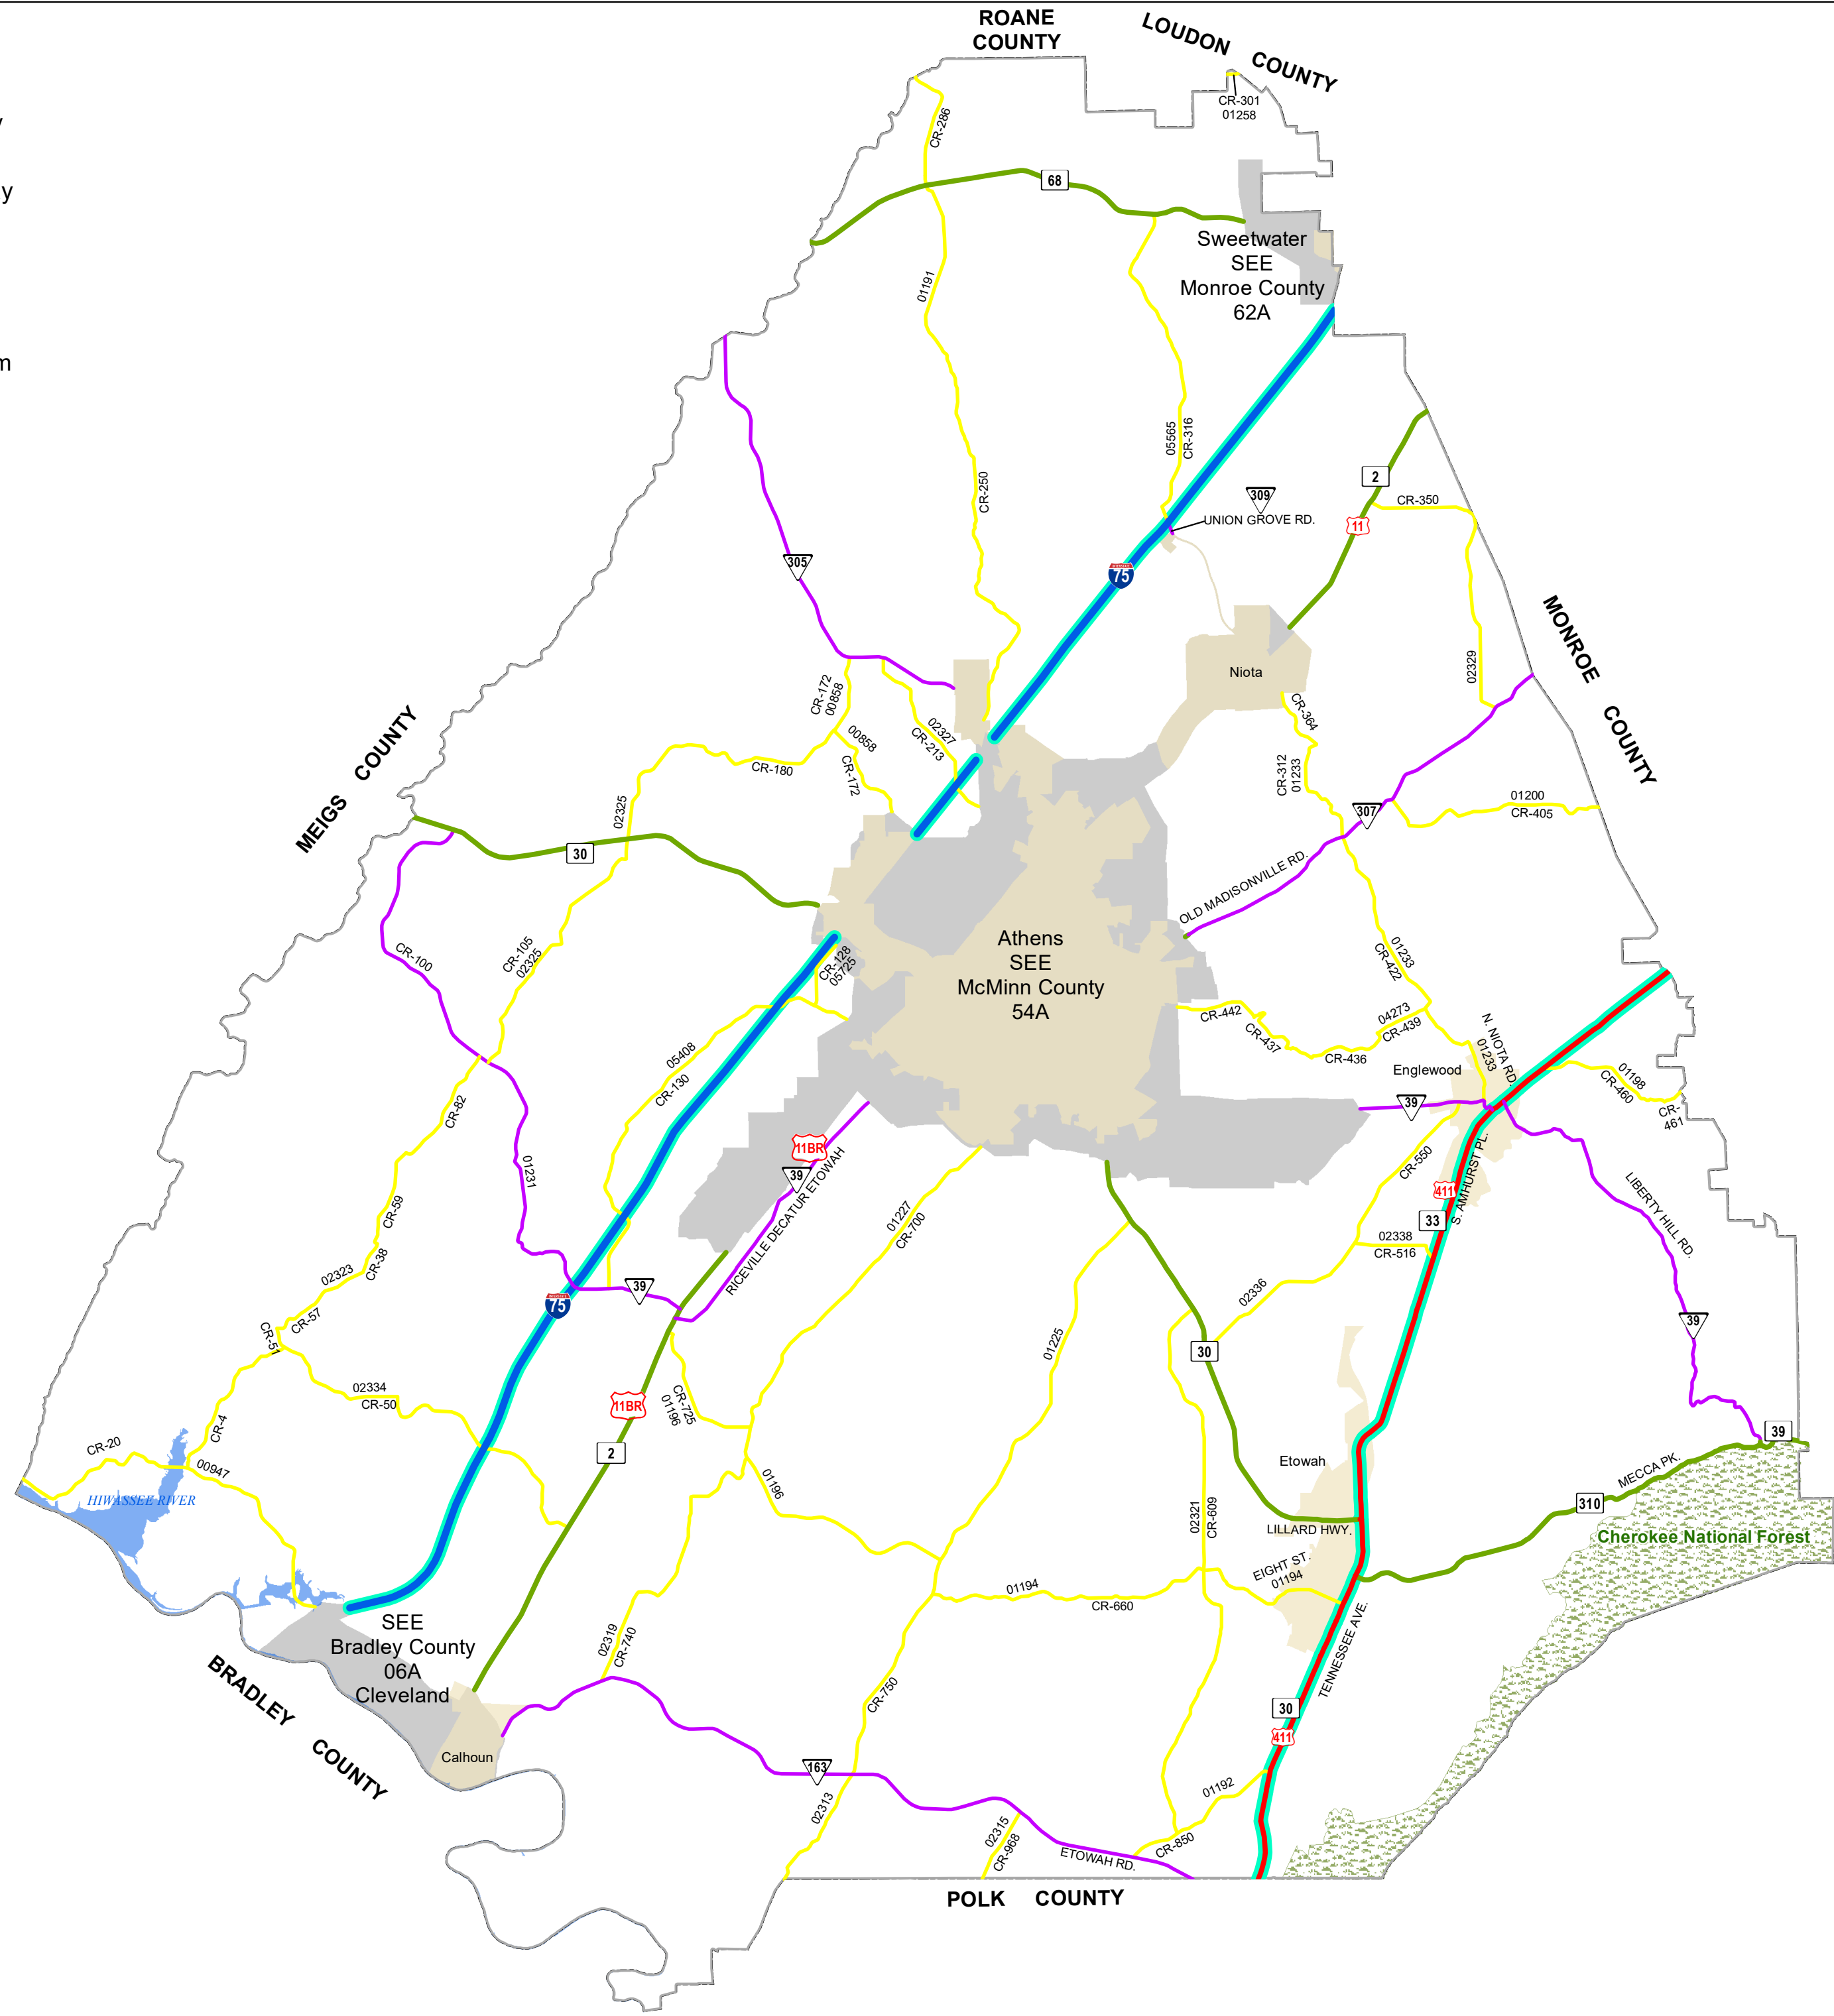 ROANE
COUNTY
LOUDON COUNTY
y
y
m
CR-301
01258
CR-286
68
Sweetwater
SEE
Monroe County
62A
01191
05565
CR-316
CR-250
309
UNION GROVE RD.
2
CR-350
11
305
75
MONROE COUNTY
Niota
02329
CR-364
CR-172
00858
00858
CR-172
02327
CR-213
CR-180
CR-312
01233
MEIGS COUNTY
02325
30
307
01200
CR-405
OLD MADISONVILLE RD.
CR-100
CR-105
02325
CR-128
05725
Athens
SEE
McMinn County
54A
01233
CR-422
CR-442
CR-437
CR-436
04273
CR-439
N. NIOTA RD.
01233
05408
CR-130
Englewood
39
01198
CR-460
CR-
461
CR-82
11BR
39
RICEVILLE DECATUR ETOWAH
01231
CR-550
411
S. AMHURST PL.
33
LIBERTY HILL RD.
CR-59
CR-38
02323
CR-57
CR-51
01227
CR-700
02338
CR-516
02336
39
75
39
30
01225
02334
CR-50
11BR
CR-725
01196
CR-4
CR-20
00947
HIWASSEE RIVER
2
01196
Etowah
39
MECCA PK.
310
02321
CR-609
LILLARD HWY.
Cherokee National Forest
EIGHT ST.
01194
01194
CR-660
SEE
Bradley County
06A
Cleveland
02319
CR-740
TENNESSEE AVE.
BRADLEY COUNTY
Calhoun
CR-750
30
411
163
02313
01192
02315
CR-968
ETOWAH RD.
CR-850
POLK COUNTY